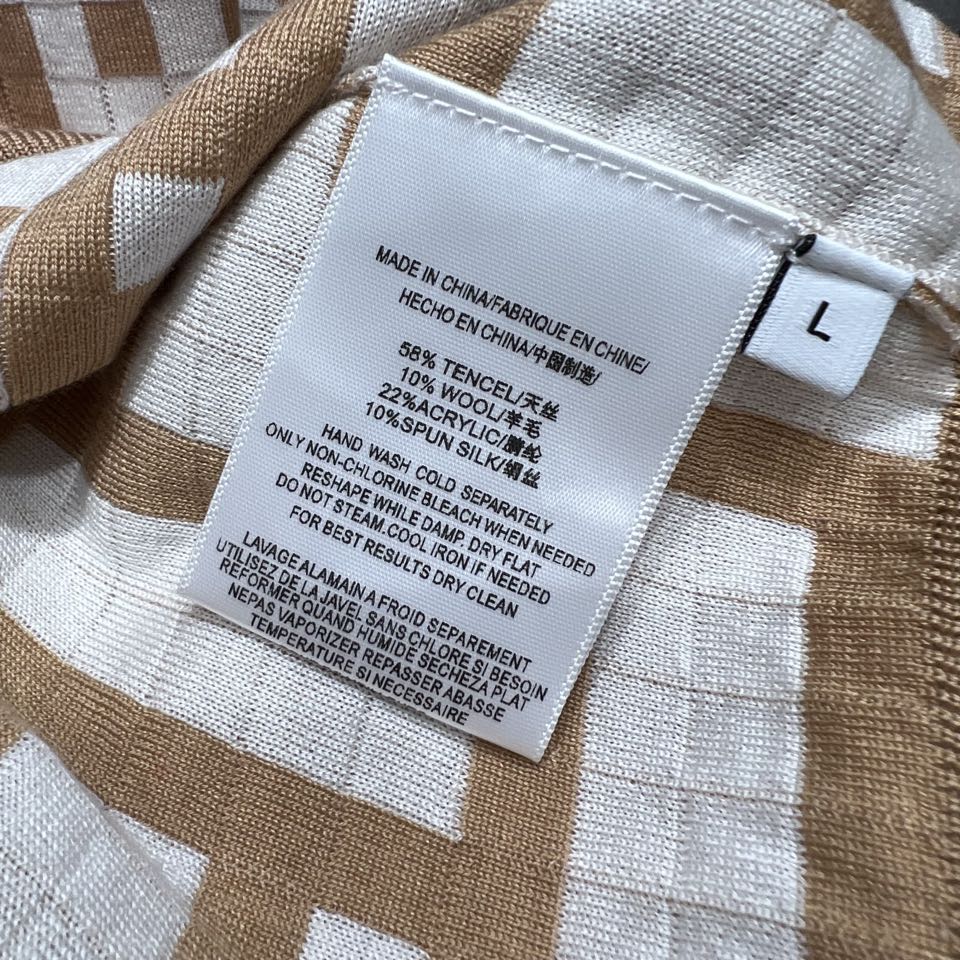 MADE IN CHINA/FABRIQUE EN CHINE/
HECHO EN CHINA/中國制造/
58% TENCEL/天丝
10% WOOL/羊毛
22%ACRYLIC/腈纶
10%SPUN SILK/绢丝
HAND WASH COLD SEPARATELY
ONLY NON-CHLORINE BLEACH WHEN NEEDED
RESHAPE WHILE DAMP. DRY FLAT
DO NOT STEAM.COOL IRON IF NEEDED
FOR BEST RESULTS DRY CLEAN
LAVAGE ALAMAIN A FROID SEPAREMENT
UTILISEZ DE LA JAVEL SANS CHLORE SI BESOIN
REFORMER QUAND HUMIDE SECHEZA PLAT
NEPAS VAPORIZER REPASSER ABASSE
TEMPERATURE SI NECESSAIRE
L